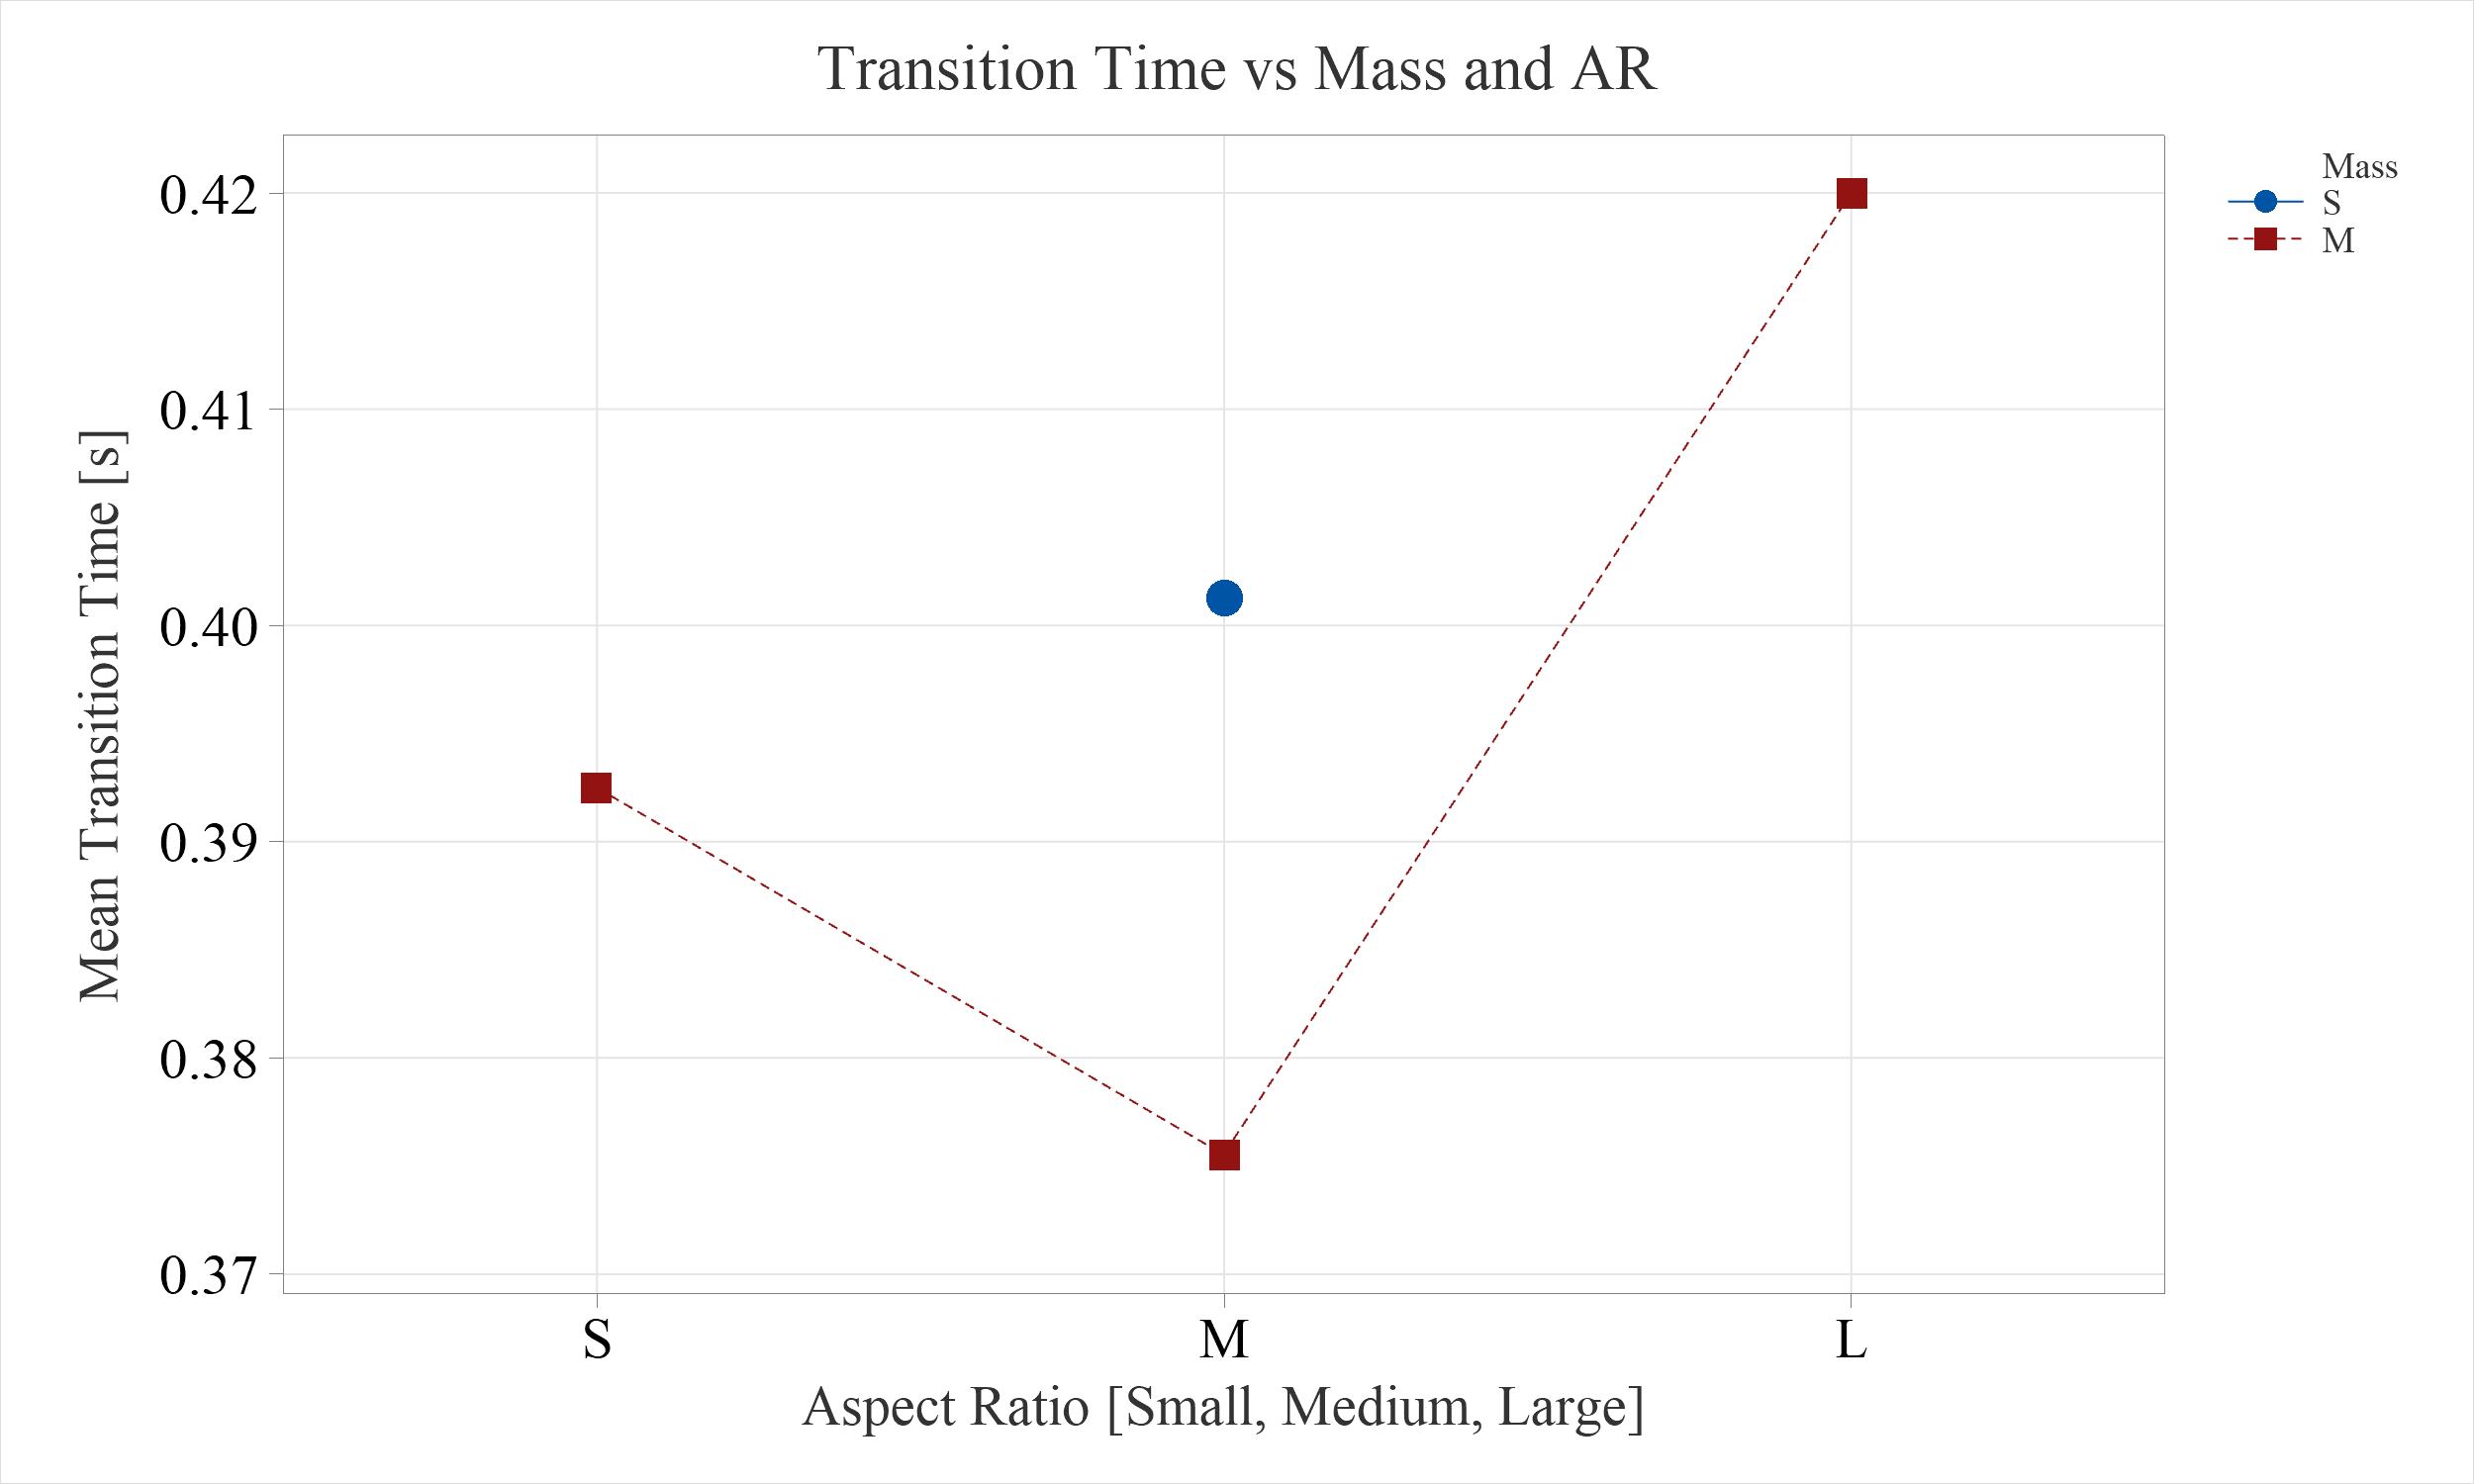 Transition Time vs Mass and AR
Mass
S
M
0.42
0.41
0.40
0.39
0.38
0.37
Mean Transition Time [s]
S
M
L
Aspect Ratio [Small, Medium, Large]